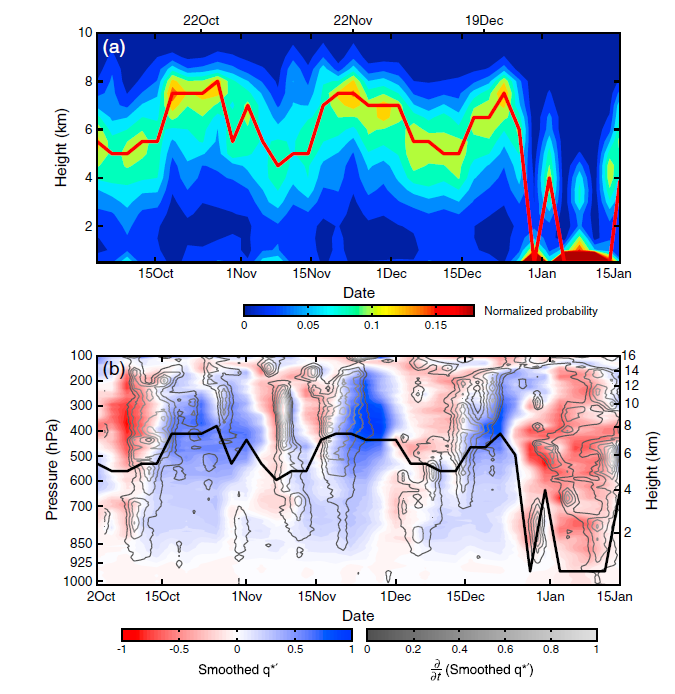 22Oct 22Nov 19Dec
(a)
10
8
6
4
2
Height (km)
15Oct 1Nov 15Nov 1Dec 15Dec 1Jan 15Jan
Date
Normalized probability
0 0.05 0.1 0.15
(b)
100
200
300
400
500
600
700
850
925
1000
Pressure (hPa)
16
14
12
10
8
6
4
2
Height (km)
2Oct 15Oct 1Nov 15Nov 1Dec 15Dec 1Jan 15Jan
Date
-1 -0.5 0 0.5 1
Smoothed q*′
0 0.2 0.4 0.6 0.8 1
∂/∂t (Smoothed q*′)